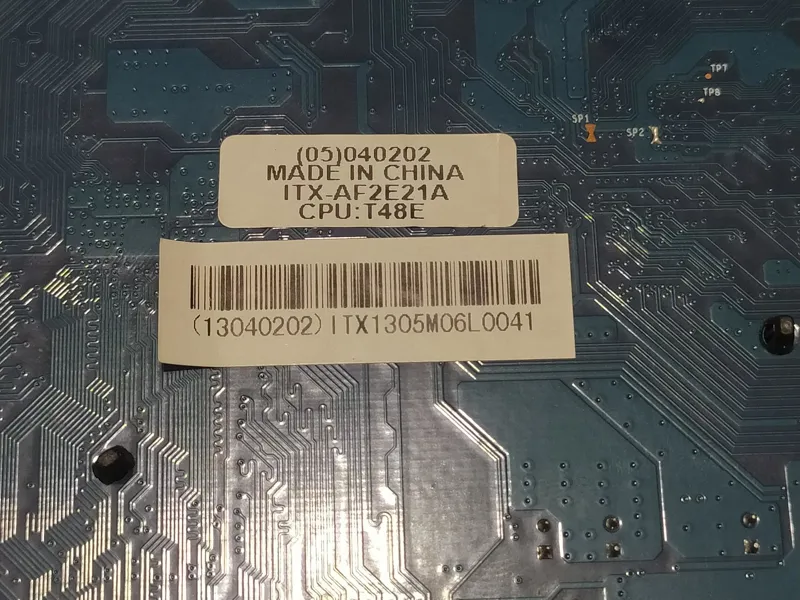 TP7
TP8
SP1
SP2
(05)040202
MADE IN CHINA
ITX-AF2E21A
CPU:T48E
(13040202)ITX1305M06L0041